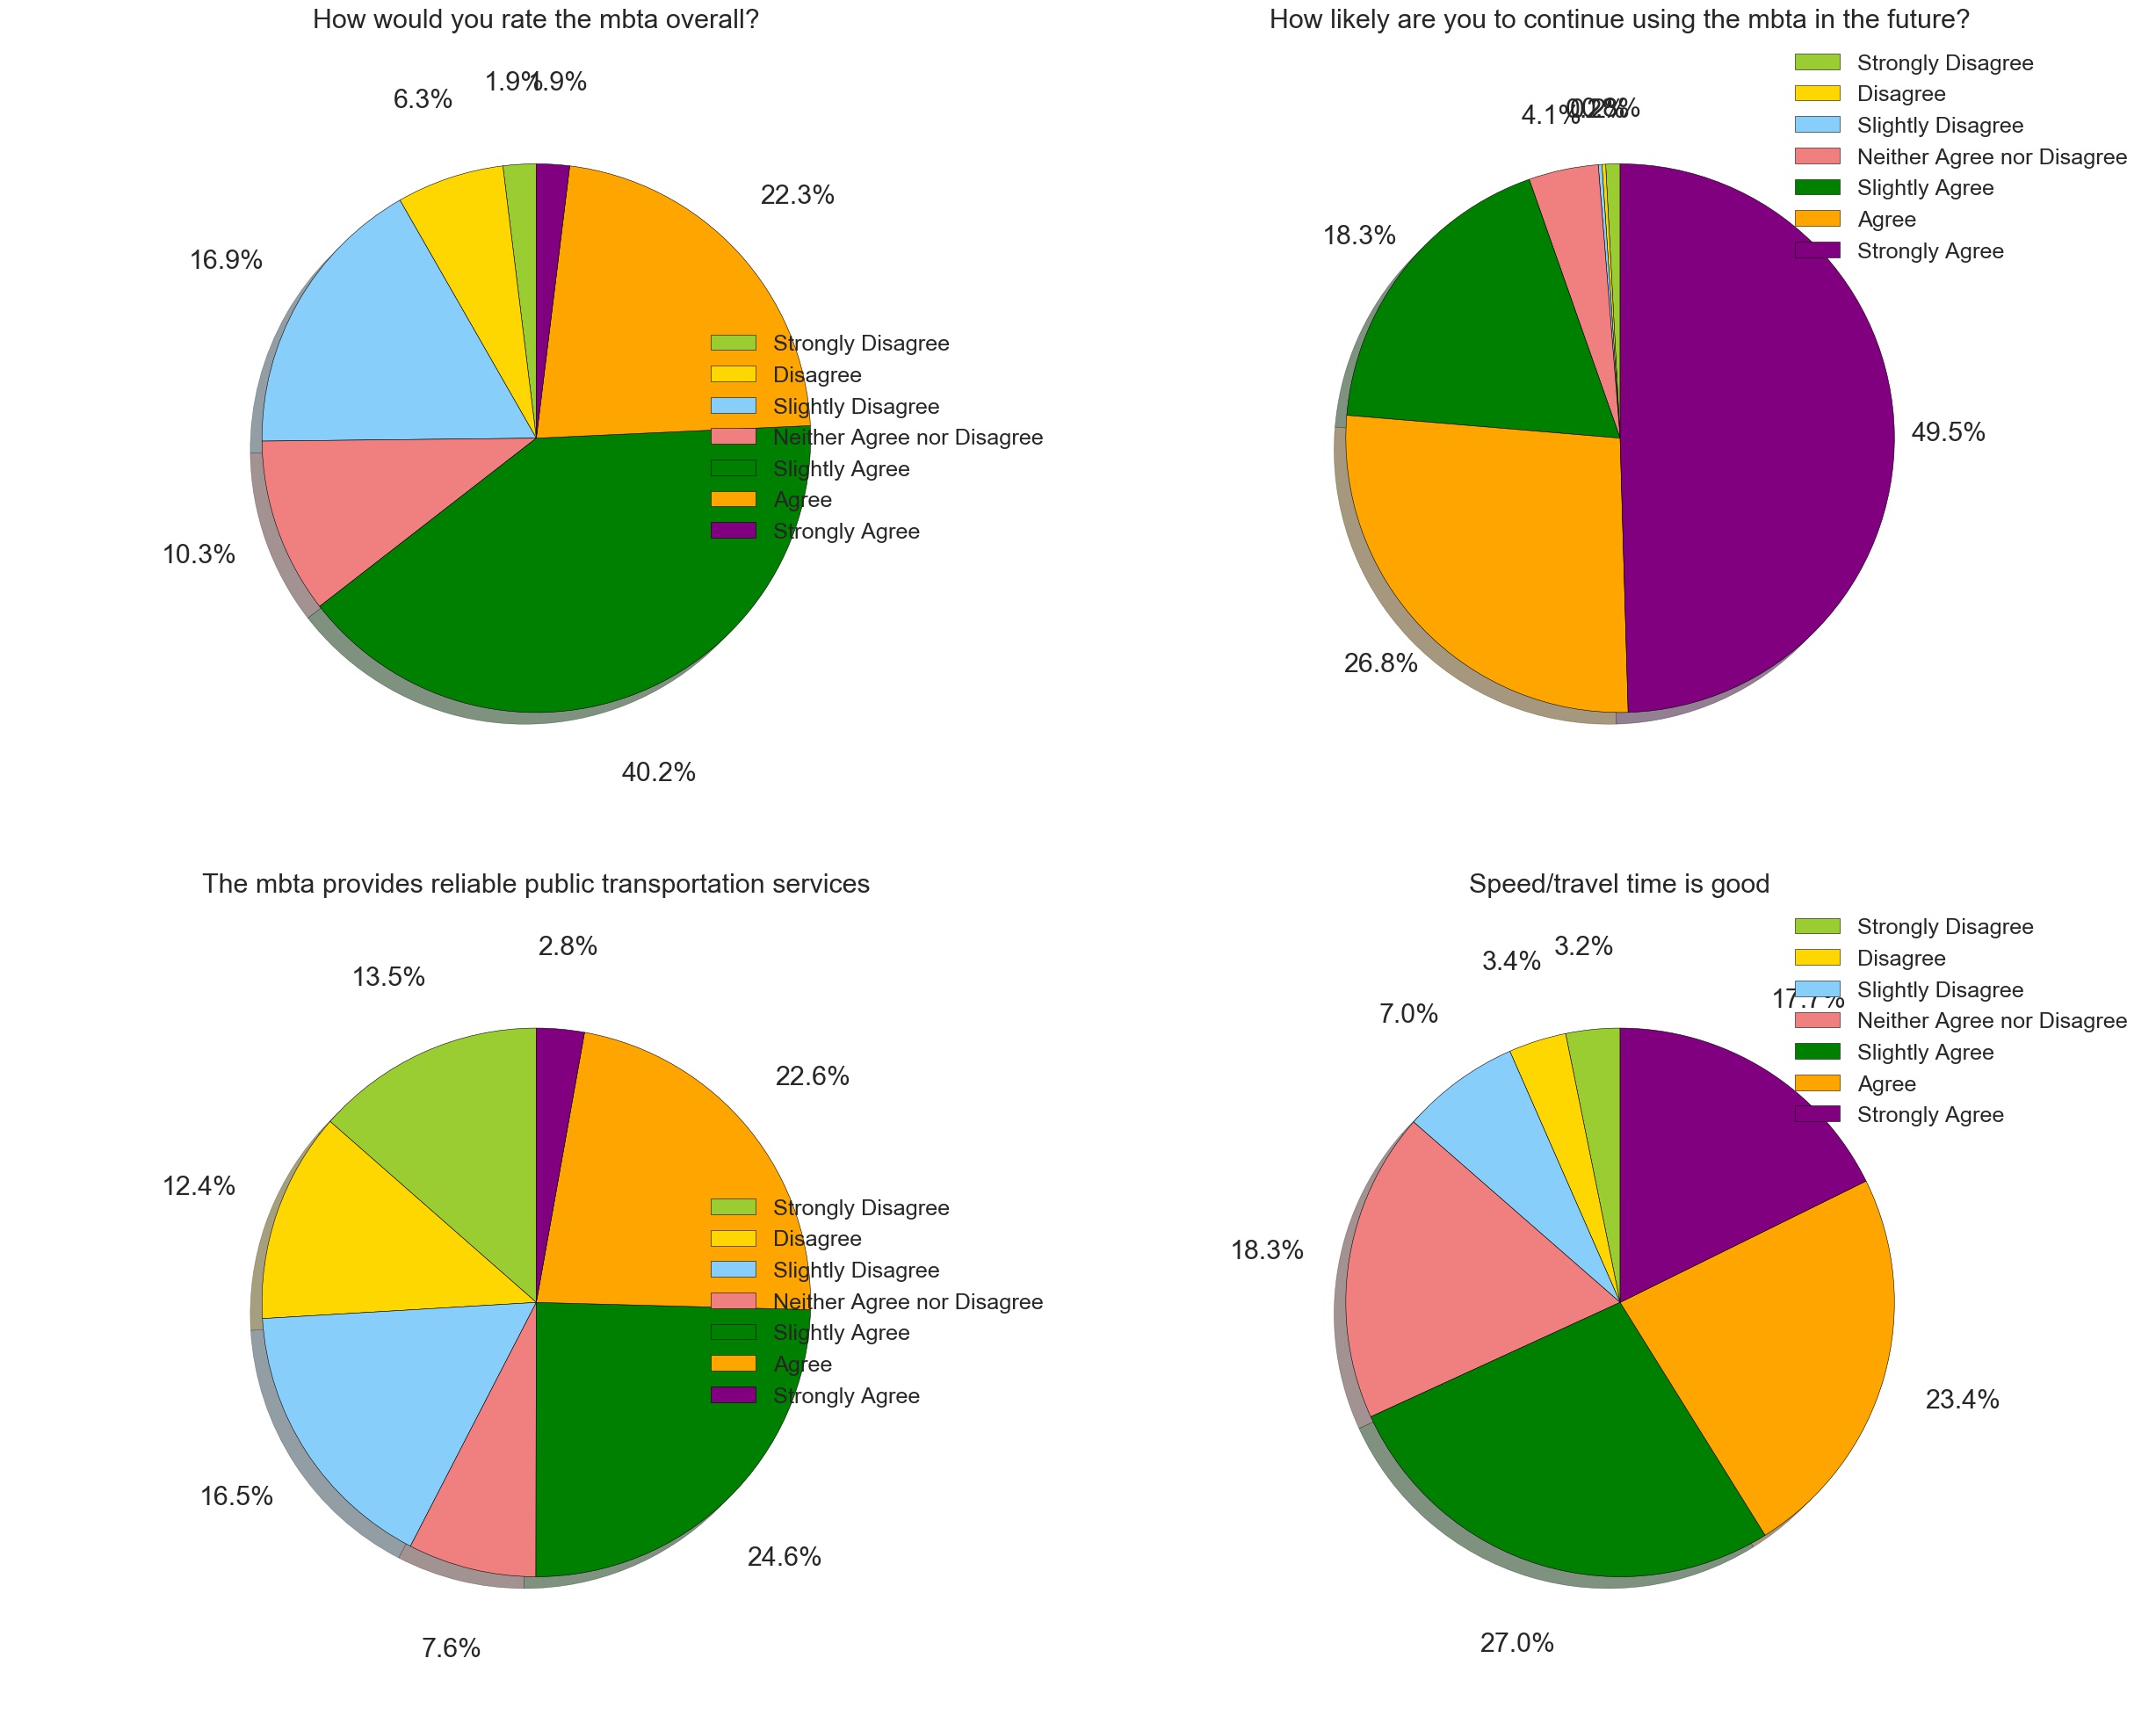 How would you rate the mbta overall?
1.9%
1.9%
6.3%
22.3%
16.9%
10.3%
40.2%
Strongly Disagree
Disagree
Slightly Disagree
Neither Agree nor Disagree
Slightly Agree
Agree
Strongly Agree
How likely are you to continue using the mbta in the future?
4.1%
18.3%
26.8%
49.5%
Strongly Disagree
Disagree
Slightly Disagree
Neither Agree nor Disagree
Slightly Agree
Agree
Strongly Agree
The mbta provides reliable public transportation services
2.8%
13.5%
22.6%
12.4%
16.5%
24.6%
7.6%
Strongly Disagree
Disagree
Slightly Disagree
Neither Agree nor Disagree
Slightly Agree
Agree
Strongly Agree
Speed/travel time is good
3.2%
3.4%
7.0%
17.7%
18.3%
23.4%
27.0%
Strongly Disagree
Disagree
Slightly Disagree
Neither Agree nor Disagree
Slightly Agree
Agree
Strongly Agree